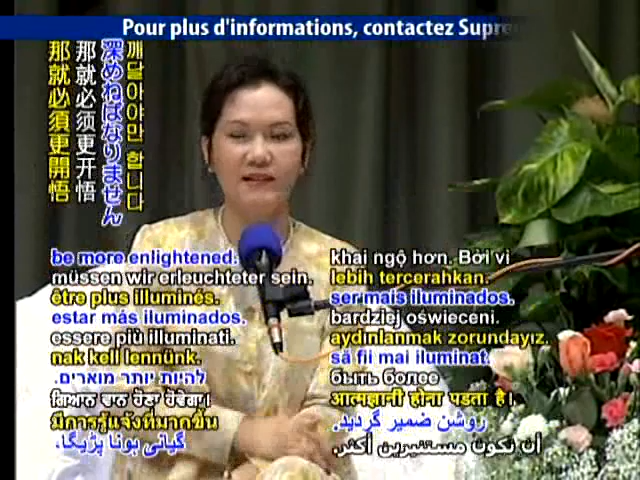 Pour plus d'informations, contactez Supre
깨달아야만 합니다
深めねばなりません
那就必须更开悟
那就必須更開悟
be more enlightened.
müssen wir erleuchteter sein.
être plus illuminés.
estar más iluminados.
essere più illuminati.
nak kell lennünk.
להיות יותר מוארים.
ਗਿਆਨ ਵਾਨ ਹੋਣਾ ਹੋਵੇਗਾ।
มีการรู้แจ้งที่มากขึ้น
گیانی ہونا پڑیگا،
khai ngộ hơn. Bởi vì
lebih tercerahkan.
ser mais iluminados.
bardziej oświeceni.
aydınlanmak zorundayız.
să fii mai iluminat.
быть более
आत्मज्ञानी होना पडता है।
روشن ضمیر گردید.
أن نكون مستنيرين أكثر.